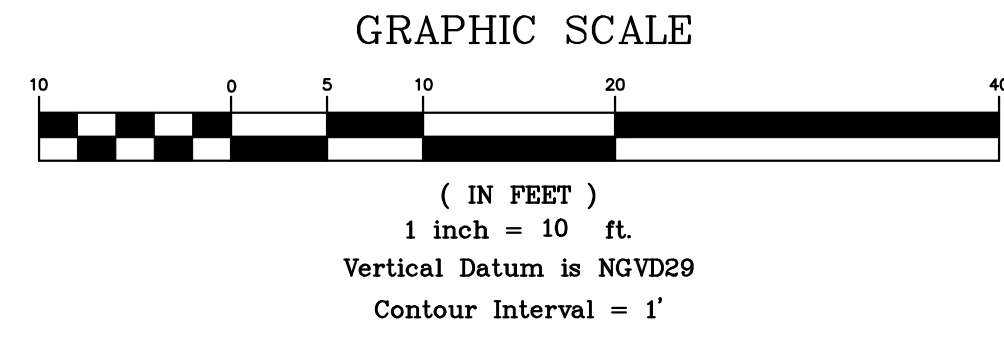 GRAPHIC SCALE
10 0 5 10 20 40
( IN FEET )
1 inch = 10 ft.
Vertical Datum is NGVD29
Contour Interval = 1'